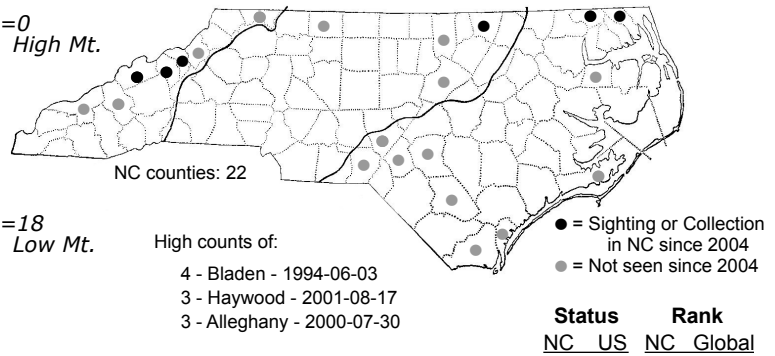 =0
High Mt.
NC counties: 22
=18
Low Mt.
High counts of:
4 - Bladen - 1994-06-03
3 - Haywood - 2001-08-17
3 - Alleghany - 2000-07-30
● = Sighting or Collection
in NC since 2004
● = Not seen since 2004
Status Rank
NC US NC Global